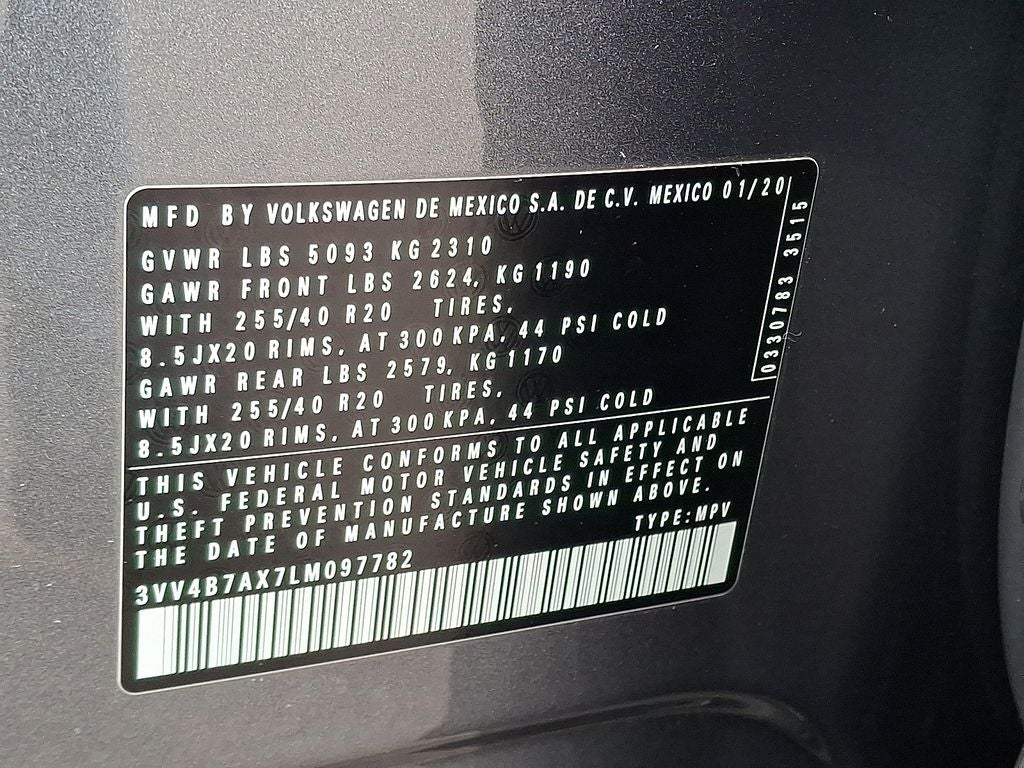 MFD BY VOLKSWAGEN DE MEXICO S.A. DE C.V. MEXICO 01/20
GVWR LBS 5093 KG 2310
GAWR FRONT LBS 2624, KG 1190
WITH 255/40 R20 TIRES,
8.5JX20 RIMS, AT 300 KPA, 44 PSI COLD
GAWR REAR LBS 2579, KG 1170
WITH 255/40 R20 TIRES,
8.5JX20 RIMS, AT 300 KPA, 44 PSI COLD
0330783 3515
THIS VEHICLE CONFORMS TO ALL APPLICABLE
U.S. FEDERAL MOTOR VEHICLE SAFETY AND
THEFT PREVENTION STANDARDS IN EFFECT ON
THE DATE OF MANUFACTURE SHOWN ABOVE.
3VV4B7AX7LM097782 TYPE:MPV